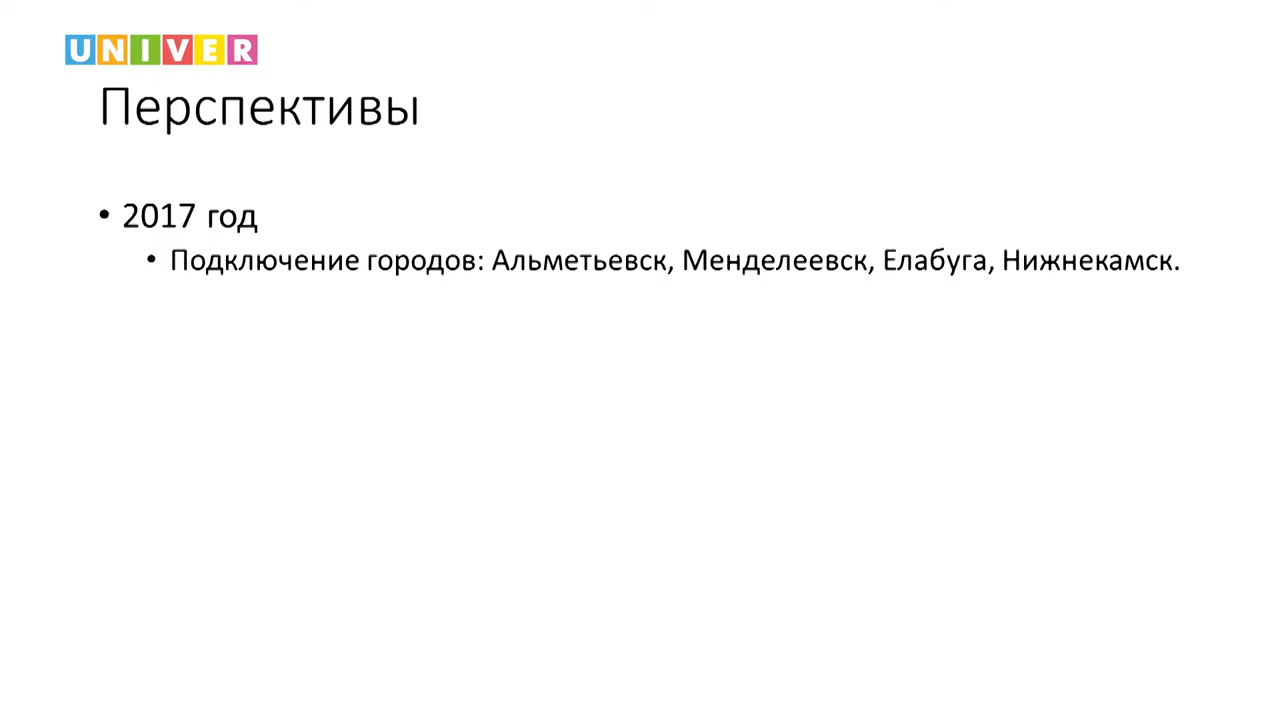 UNIVER
Перспективы
• 2017 год
• Подключение городов: Альметьевск, Менделеевск, Елабуга, Нижнекамск.